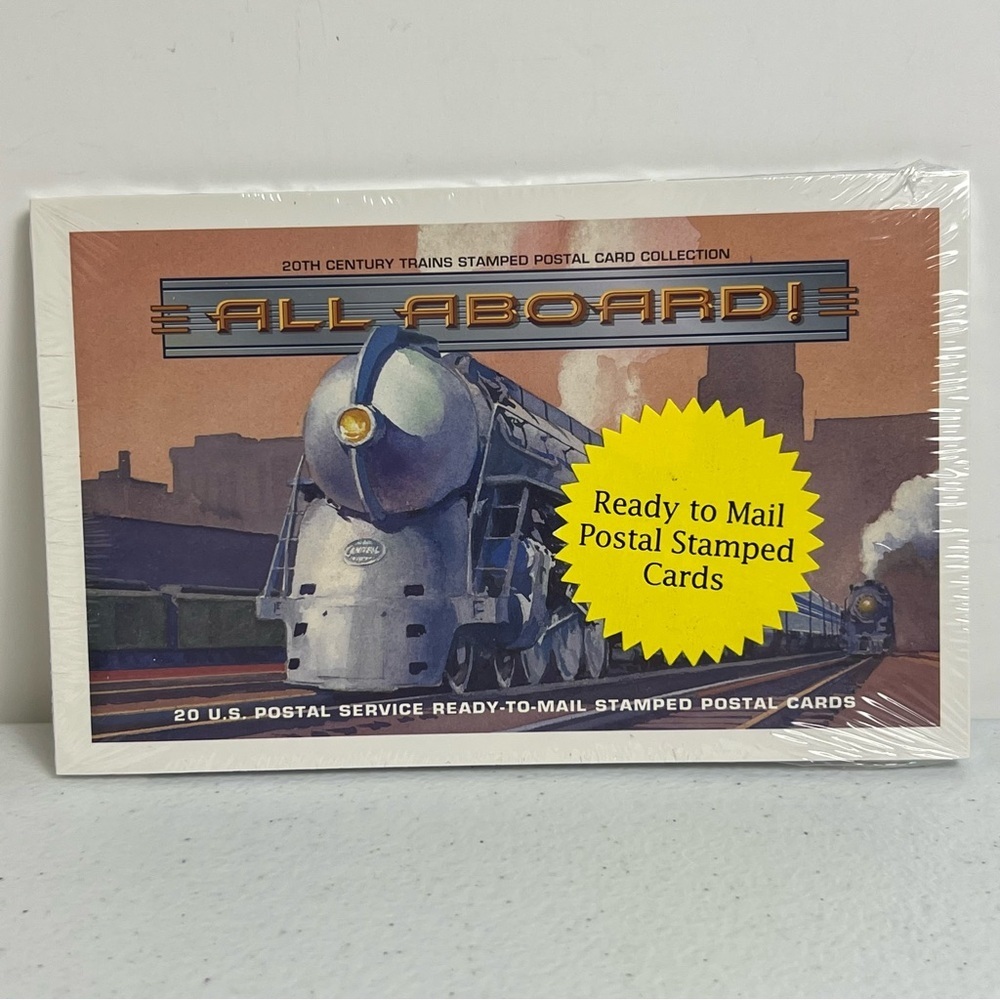 20TH CENTURY TRAINS STAMPED POSTAL CARD COLLECTION
ALL ABOARD!
Ready to Mail
Postal Stamped
Cards
20 U.S. POSTAL SERVICE READY-TO-MAIL STAMPED POSTAL CARDS